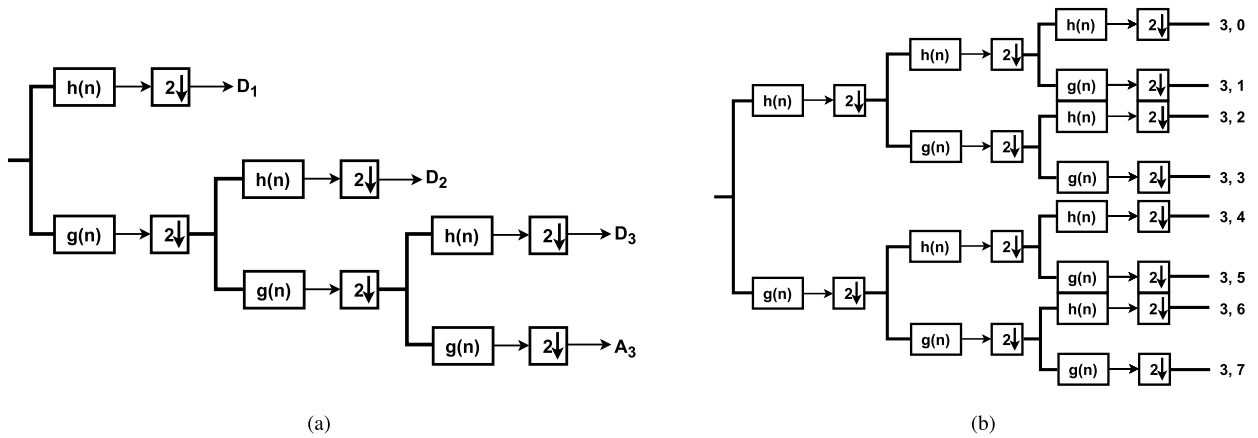 h(n) 2↓ D1
h(n) 2↓ D2
g(n) 2↓
h(n) 2↓ D3
g(n) 2↓
g(n) 2↓ A3
(a)
h(n) 2↓ 3, 0
h(n) 2↓
g(n) 2↓ 3, 1
h(n) 2↓
h(n) 2↓ 3, 2
g(n) 2↓
g(n) 2↓ 3, 3
h(n) 2↓ 3, 4
h(n) 2↓
g(n) 2↓ 3, 5
g(n) 2↓
h(n) 2↓ 3, 6
g(n) 2↓
g(n) 2↓ 3, 7
(b)